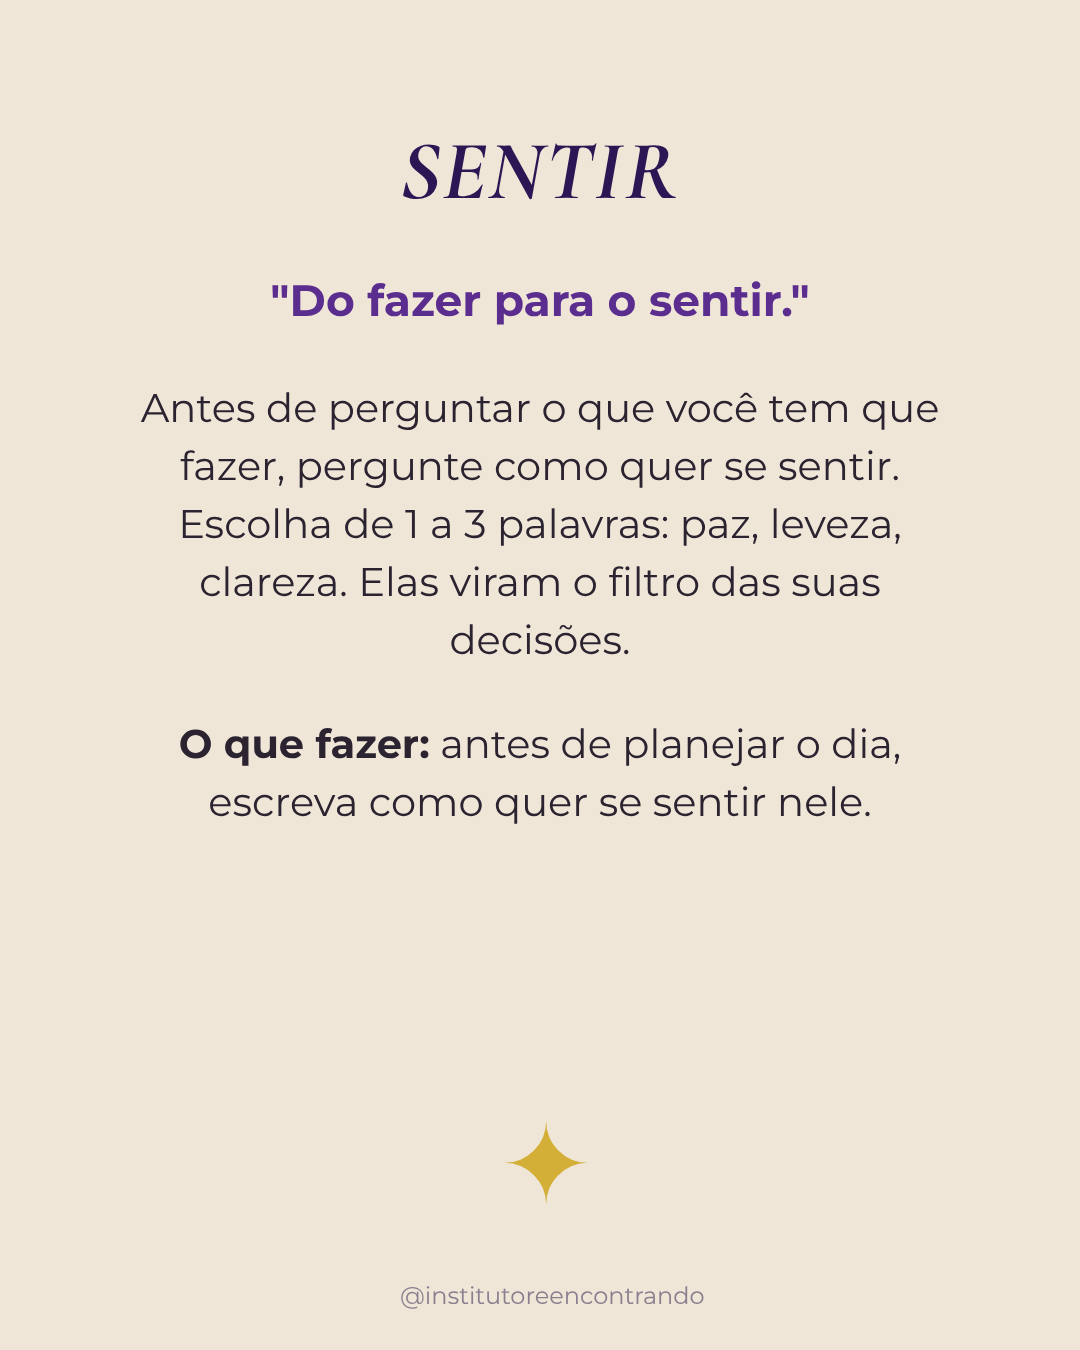 SENTIR
"Do fazer para o sentir."
Antes de perguntar o que você tem que
fazer, pergunte como quer se sentir.
Escolha de 1 a 3 palavras: paz, leveza,
clareza. Elas viram o filtro das suas
decisões.
O que fazer: antes de planejar o dia,
escreva como quer se sentir nele.
@institutoreencontrando